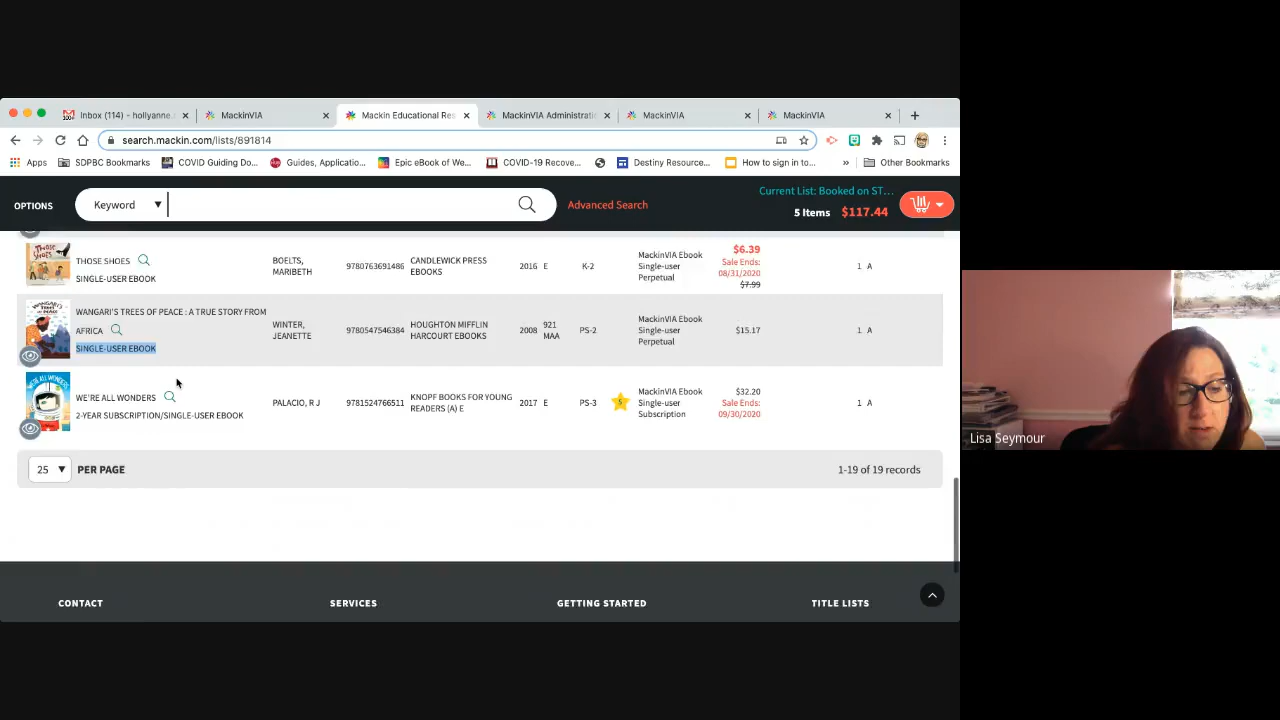 Inbox (114) - hollyanne.
MackinVIA
Mackin Educational Res
MackinVIA Administratio
MackinVIA
MackinVIA
search.mackin.com/lists/891814
Apps
SDPBC Bookmarks
COVID Guiding Do...
Guides, Applicatio...
Epic eBook of We...
COVID-19 Recove...
Destiny Resource...
How to sign in to...
»
Other Bookmarks
OPTIONS
Keyword
Advanced Search
Current List: Booked on ST...
5 Items $117.44
THOSE SHOES
SINGLE-USER EBOOK
BOELTS,
MARIBETH
9780763691486
CANDLEWICK PRESS
EBOOKS
2016 E
K-2
MackinVIA Ebook
Single-user
Perpetual
$6.39
Sale Ends:
08/31/2020
$7.99
1 A
WANGARI'S TREES OF PEACE : A TRUE STORY FROM
AFRICA
SINGLE-USER EBOOK
WINTER,
JEANETTE
9780547546384
HOUGHTON MIFFLIN
HARCOURT EBOOKS
2008
921
MAA
PS-2
MackinVIA Ebook
Single-user
Perpetual
$15.17
1 A
WE'RE ALL WONDERS
2-YEAR SUBSCRIPTION/SINGLE-USER EBOOK
PALACIO, R J
9781524766511
KNOPF BOOKS FOR YOUNG
READERS (A) E
2017 E
PS-3
5
MackinVIA Ebook
Single-user
Subscription
$32.20
Sale Ends:
09/30/2020
1 A
25
PER PAGE
1-19 of 19 records
CONTACT
SERVICES
GETTING STARTED
TITLE LISTS
Lisa Seymour